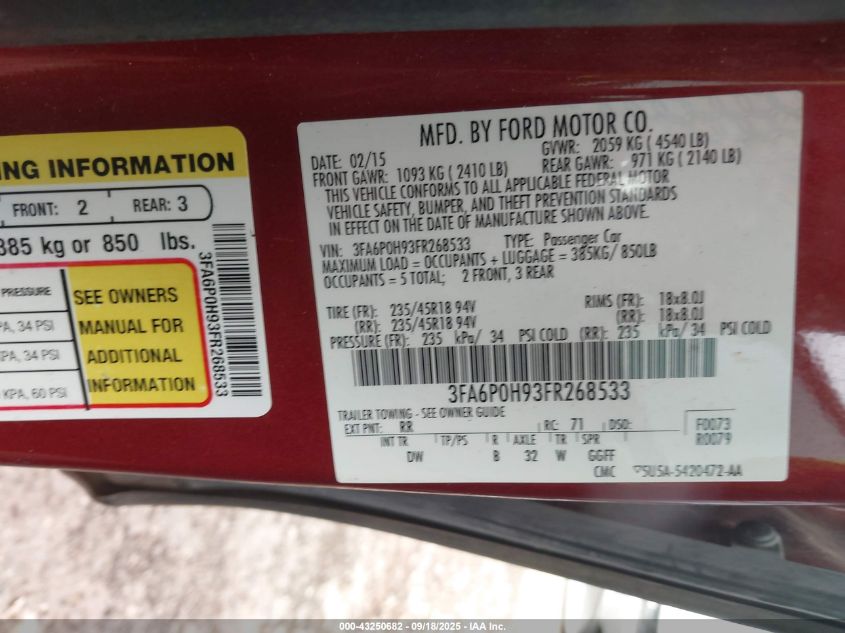 ING INFORMATION
FRONT: 2 REAR: 3
385 kg or 850 lbs.
PRESSURE
PA, 34 PSI
PA, 34 PSI
KPA, 60 PSI
SEE OWNERS
MANUAL FOR
ADDITIONAL
INFORMATION
3FA6P0H93FR268533
MFD. BY FORD MOTOR CO.
DATE: 02/15 GVWR: 2059 KG ( 4540 LB)
FRONT GAWR: 1093 KG ( 2410 LB) REAR GAWR: 971 KG ( 2140 LB)
THIS VEHICLE CONFORMS TO ALL APPLICABLE FEDERAL MOTOR
VEHICLE SAFETY, BUMPER, AND THEFT PREVENTION STANDARDS
IN EFFECT ON THE DATE OF MANUFACTURE SHOWN ABOVE.
VIN: 3FA6P0H93FR268533 TYPE: Passenger Car
MAXIMUM LOAD = OCCUPANTS + LUGGAGE = 385KG/ 850LB
OCCUPANTS = 5 TOTAL; 2 FRONT, 3 REAR
TIRE (FR): 235/45R18 94V RIMS (FR): 18x8.0J
(RR): 235/45R18 94V (RR): 18x8.0J
PRESSURE (FR): 235 kPa/ 34 PSI COLD (RR): 235 kPa/ 34 PSI COLD
3FA6P0H93FR268533
TRAILER TOWING - SEE OWNER GUIDE
EXT PNT: RR RC: 71 DSO: F0073
R0079
INT TR TP/PS R AXLE TR SPR
DW B 32 W GGFF
CMC 5U5A-5420472-AA
000-43250682 - 09/18/2025 - IAA Inc.